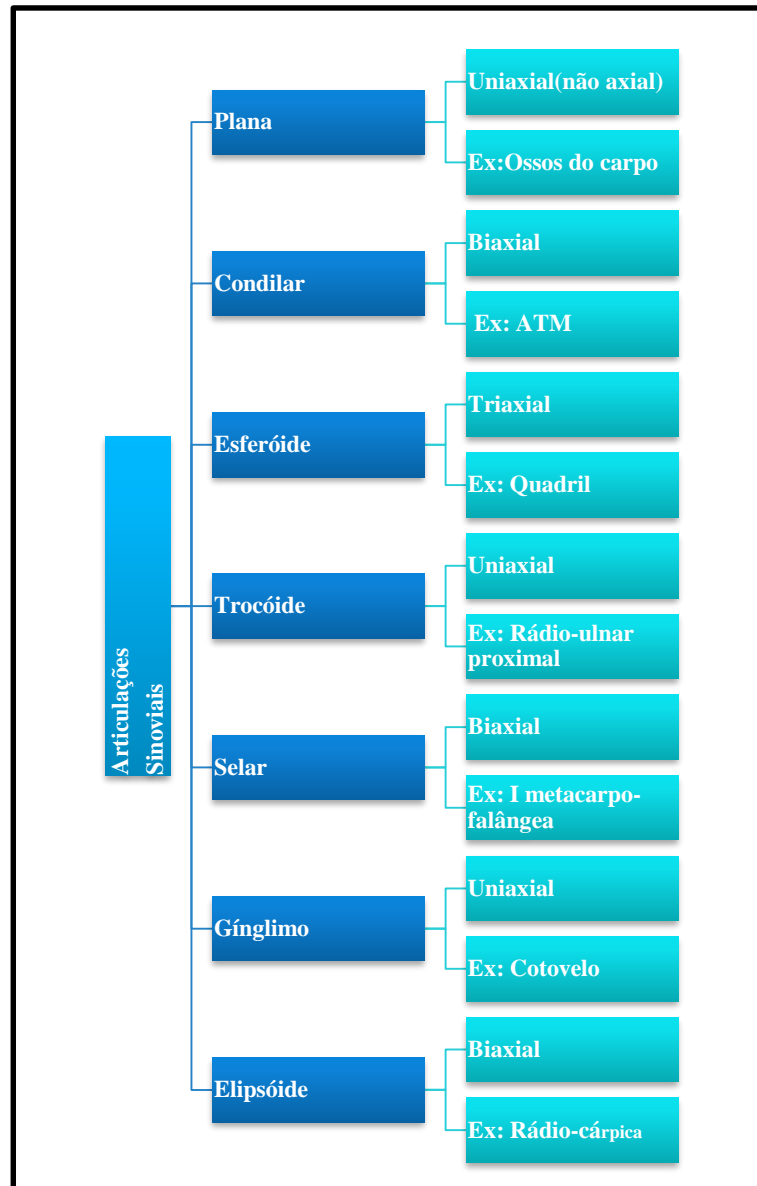 Articulações
Sinoviais
Plana
Uniaxial(não axial)
Ex:Ossos do carpo
Condilar
Biaxial
Ex: ATM
Esferóide
Triaxial
Ex: Quadril
Trocóide
Uniaxial
Ex: Rádio-ulnar
proximal
Selar
Biaxial
Ex: I metacarpo-
falângea
Gínglimo
Uniaxial
Ex: Cotovelo
Elipsóide
Biaxial
Ex: Rádio-cárpica